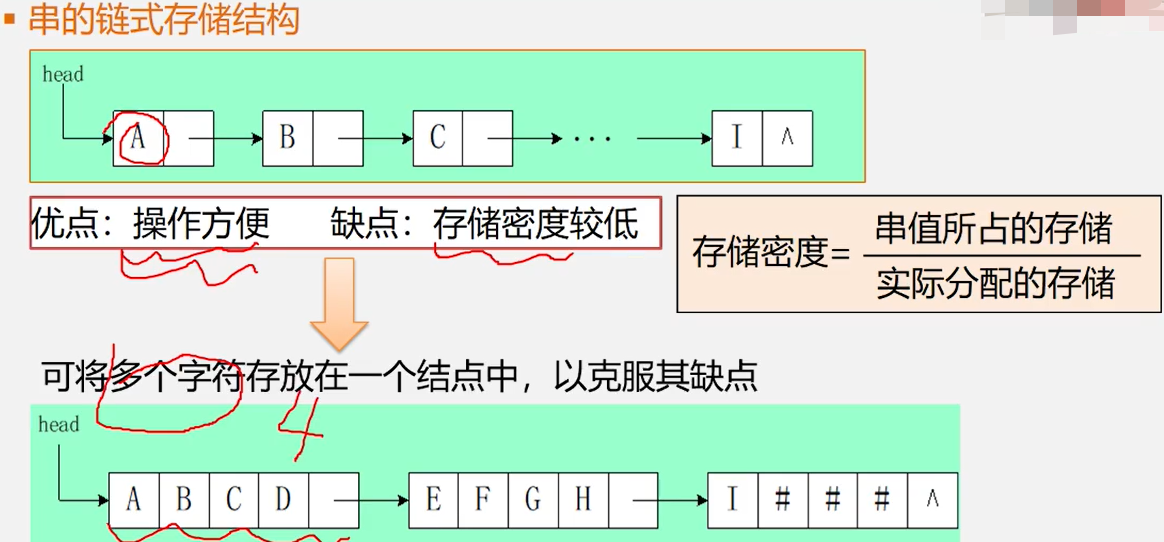 ▪ 串的链式存储结构
head
A B C ··· I ∧
优点：操作方便 缺点：存储密度较低
存储密度= 串值所占的存储
实际分配的存储
可将多个字符存放在一个结点中，以克服其缺点
4
head
A B C D E F G H I # # # ∧